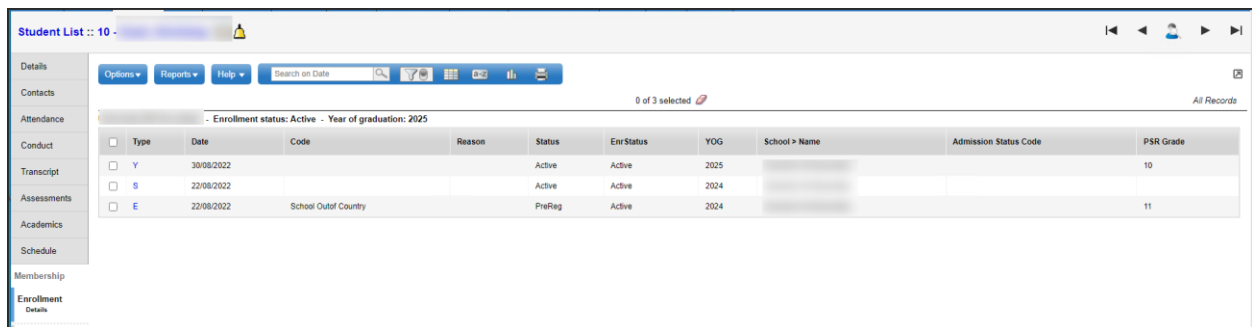 Student List :: 10 -
Details
Contacts
Attendance
Conduct
Transcript
Assessments
Academics
Schedule
Membership
Enrollment
Details
Options Reports Help Search on Date a-z
0 of 3 selected All Records
- Enrollment status: Active - Year of graduation: 2025
Type Date Code Reason Status EnrStatus YOG School > Name Admission Status Code PSR Grade
Y 30/08/2022 Active Active 2025 10
S 22/08/2022 Active Active 2024
E 22/08/2022 School Outof Country PreReg Active 2024 11